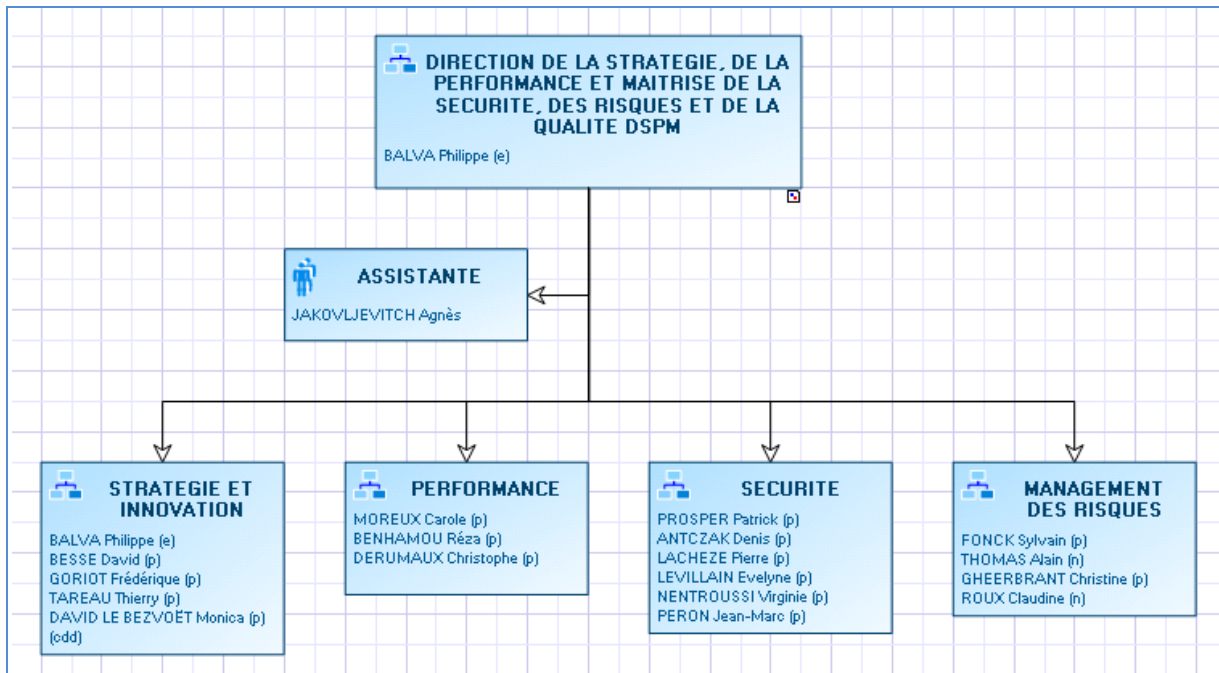 DIRECTION DE LA STRATEGIE, DE LA
PERFORMANCE ET MAITRISE DE LA
SECURITE, DES RISQUES ET DE LA
QUALITE DSPM
BALVA Philippe (e)
ASSISTANTE
JAKOVLJEVITCH Agnès
STRATEGIE ET
INNOVATION
BALVA Philippe (e)
BESSE David (p)
GORIOT Frédérique (p)
TAREAU Thierry (p)
DAVID LE BEZVOËT Monica (p)
(cdd)
PERFORMANCE
MOREUX Carole (p)
BENHAMOU Réza (p)
DERUMAUX Christophe (p)
SECURITE
PROSPER Patrick (p)
ANTCZAK Denis (p)
LACHEZE Pierre (p)
LEVILLAIN Evelyne (p)
NENTROUSSI Virginie (p)
PERON Jean-Marc (p)
MANAGEMENT
DES RISQUES
FONCK Sylvain (p)
THOMAS Alain (n)
GHEERBRANT Christine (p)
ROUX Claudine (n)